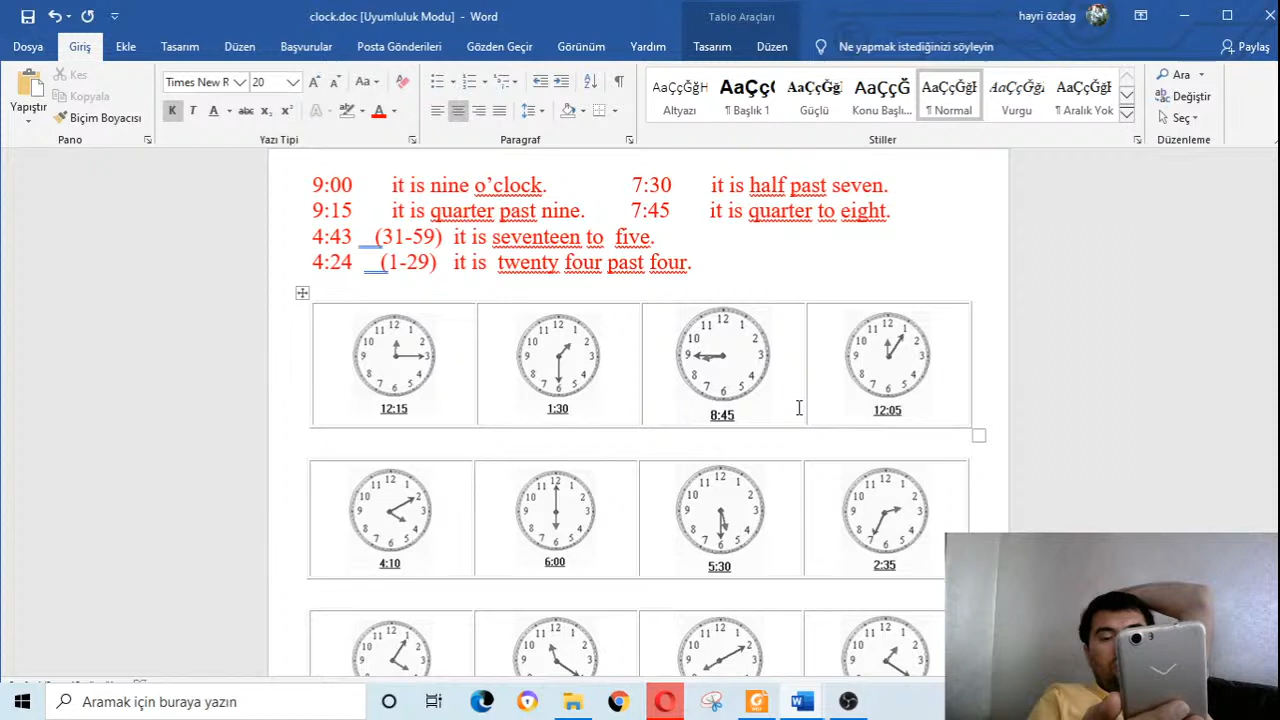 clock.doc [Uyumluluk Modu] - Word
Tablo Araçları
hayri özdag
Dosya Giriş Ekle Tasarım Düzen Başvurular Posta Gönderileri Gözden Geçir Görünüm Yardım Tasarım Düzen Ne yapmak istediğinizi söyleyin Paylaş
Yapıştır
Kes
Kopyala
Biçim Boyacısı
Pano
Times New R 20
K T A abc x₂ x²
Yazı Tipi
Paragraf
AaÇçĞğH AaÇç AaÇçĞğ AaÇçĞ AaÇçĞğH AaÇçĞğ AaÇçĞğ
Altyazı ¶ Başlık 1 Güçlü Konu Başlı... ¶ Normal Vurgu ¶ Aralık Yok
Stiller
Ara
Değiştir
Seç
Düzenleme
9:00 it is nine o’clock. 7:30 it is half past seven.
9:15 it is quarter past nine. 7:45 it is quarter to eight.
4:43 (31-59) it is seventeen to five.
4:24 (1-29) it is twenty four past four.
12:15 1:30 8:45 12:05
4:10 6:00 5:30 2:35
Aramak için buraya yazın